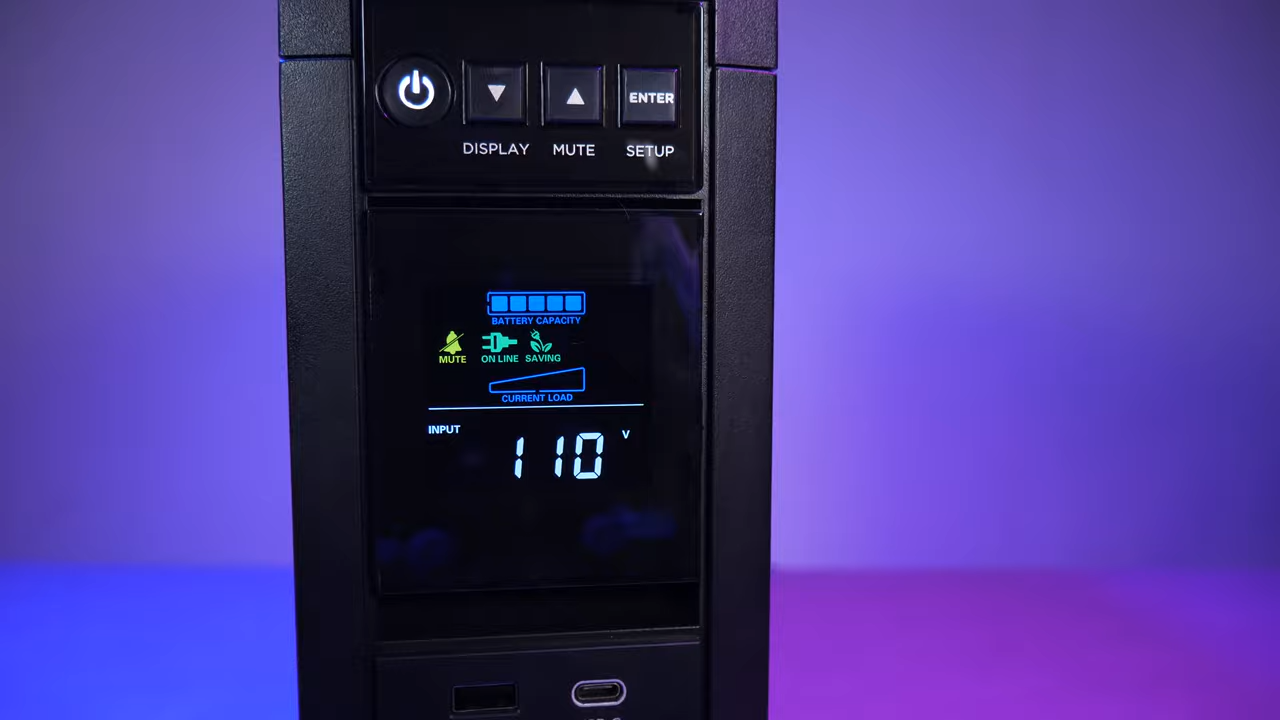 ENTER
DISPLAY MUTE SETUP
BATTERY CAPACITY
MUTE ON LINE SAVING
CURRENT LOAD
INPUT 110 V